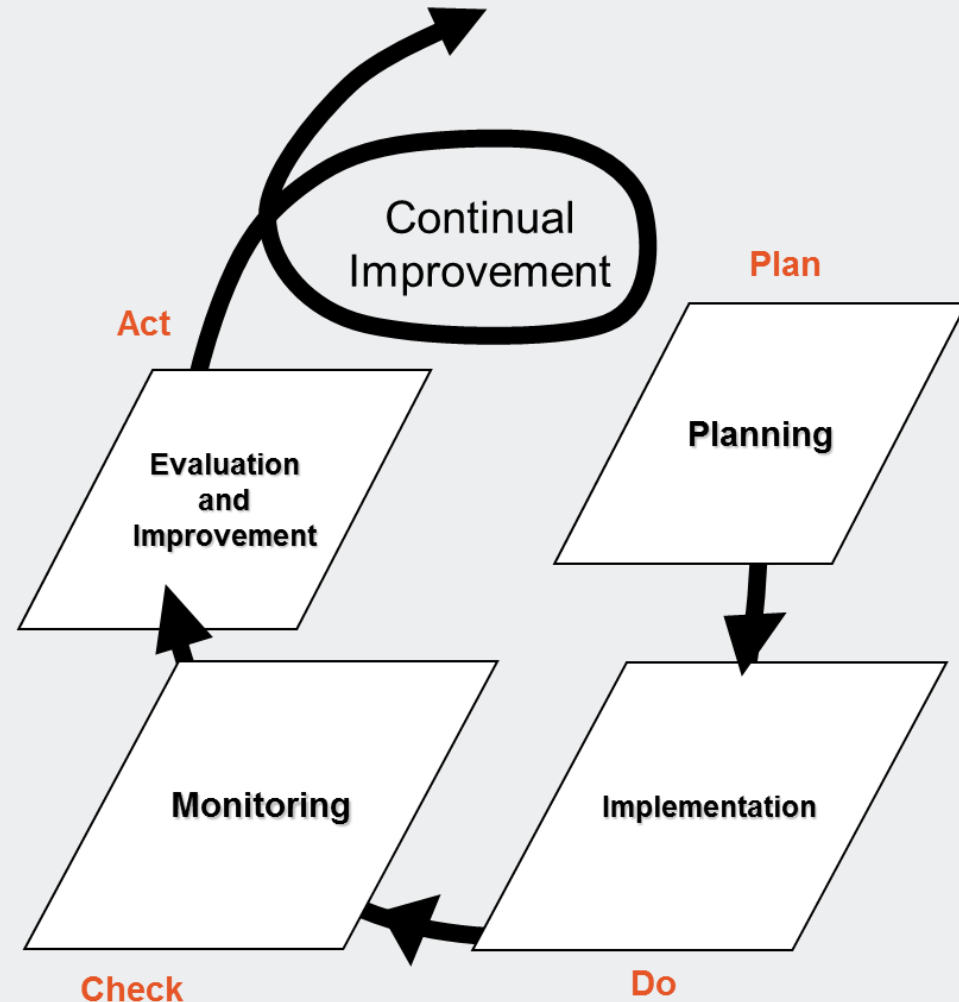 Continual
Improvement
Plan
Act
Planning
Evaluation
and
Improvement
Monitoring
Implementation
Check
Do